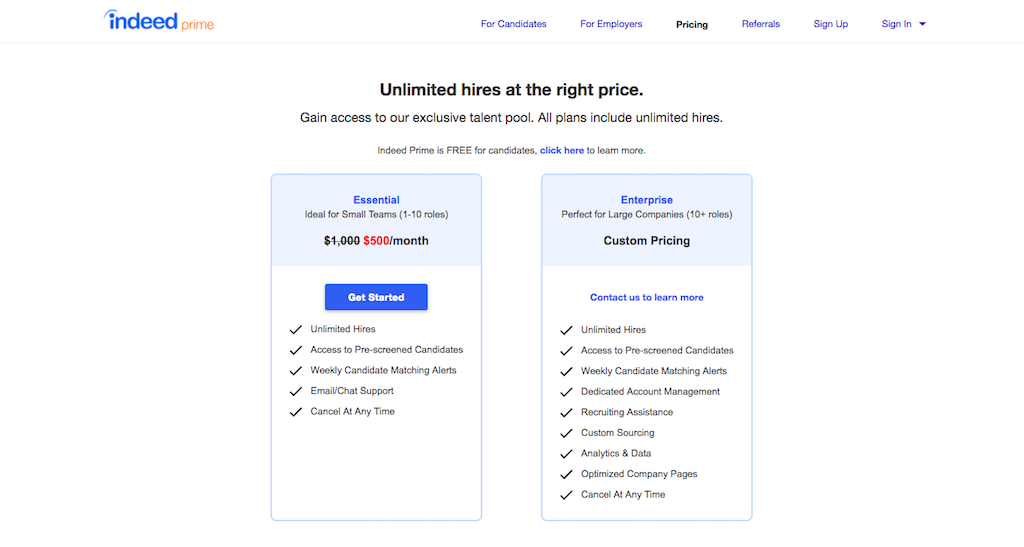 indeed prime
For Candidates
For Employers
Pricing
Referrals
Sign Up
Sign In
Unlimited hires at the right price.
Gain access to our exclusive talent pool. All plans include unlimited hires.
Indeed Prime is FREE for candidates, click here to learn more.
Essential
Ideal for Small Teams (1-10 roles)
$1,000 $500/month
Get Started
Unlimited Hires
Access to Pre-screened Candidates
Weekly Candidate Matching Alerts
Email/Chat Support
Cancel At Any Time
Enterprise
Perfect for Large Companies (10+ roles)
Custom Pricing
Contact us to learn more
Unlimited Hires
Access to Pre-screened Candidates
Weekly Candidate Matching Alerts
Dedicated Account Management
Recruiting Assistance
Custom Sourcing
Analytics & Data
Optimized Company Pages
Cancel At Any Time